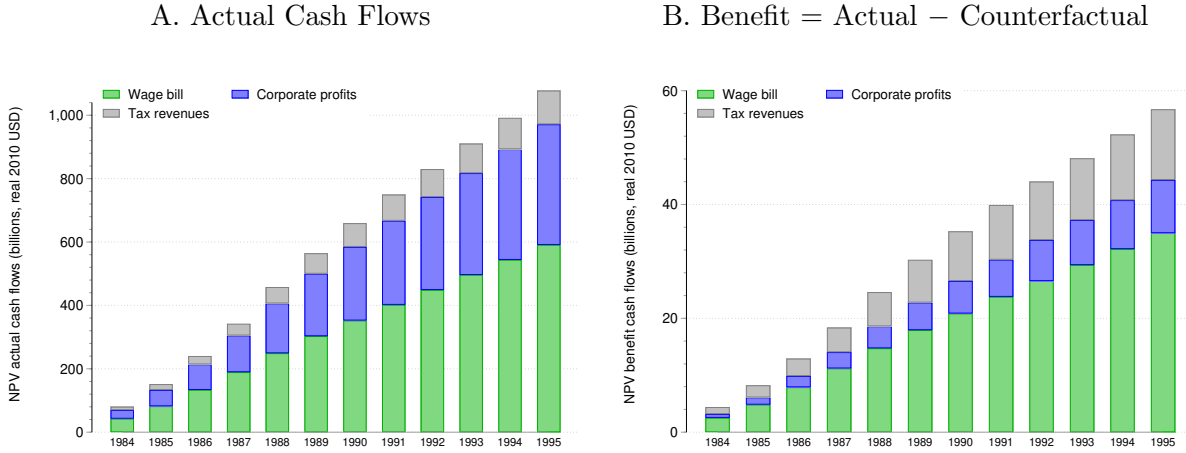 A. Actual Cash Flows
NPV actual cash flows (billions, real 2010 USD)
Wage bill
Corporate profits
Tax revenues
1,000
800
600
400
200
0
1984 1985 1986 1987 1988 1989 1990 1991 1992 1993 1994 1995
B. Benefit = Actual − Counterfactual
NPV benefit cash flows (billions, real 2010 USD)
Wage bill
Corporate profits
Tax revenues
60
40
20
0
1984 1985 1986 1987 1988 1989 1990 1991 1992 1993 1994 1995